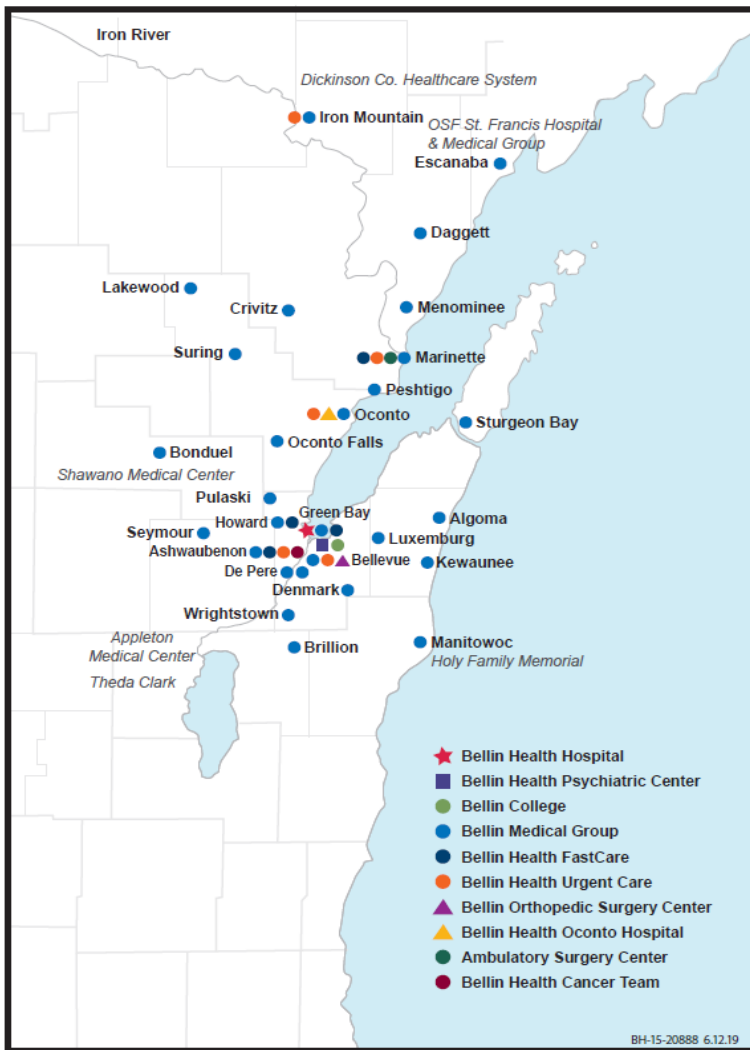 Iron River
Dickinson Co. Healthcare System
Iron Mountain
OSF St. Francis Hospital
& Medical Group
Escanaba
Daggett
Lakewood
Crivitz
Menominee
Suring
Marinette
Peshtigo
Oconto
Sturgeon Bay
Oconto Falls
Bonduel
Shawano Medical Center
Pulaski
Green Bay
Howard
Algoma
Seymour
Luxemburg
Ashwaubenon
Bellevue
Kewaunee
De Pere
Denmark
Wrightstown
Appleton
Medical Center
Brillion
Manitowoc
Holy Family Memorial
Theda Clark
Bellin Health Hospital
Bellin Health Psychiatric Center
Bellin College
Bellin Medical Group
Bellin Health FastCare
Bellin Health Urgent Care
Bellin Orthopedic Surgery Center
Bellin Health Oconto Hospital
Ambulatory Surgery Center
Bellin Health Cancer Team
BH-15-20888 6.12.19